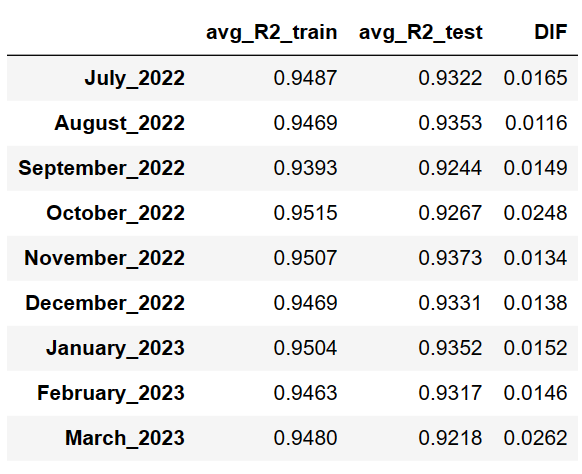 avg_R2_train avg_R2_test DIF
July_2022 0.9487 0.9322 0.0165
August_2022 0.9469 0.9353 0.0116
September_2022 0.9393 0.9244 0.0149
October_2022 0.9515 0.9267 0.0248
November_2022 0.9507 0.9373 0.0134
December_2022 0.9469 0.9331 0.0138
January_2023 0.9504 0.9352 0.0152
February_2023 0.9463 0.9317 0.0146
March_2023 0.9480 0.9218 0.0262